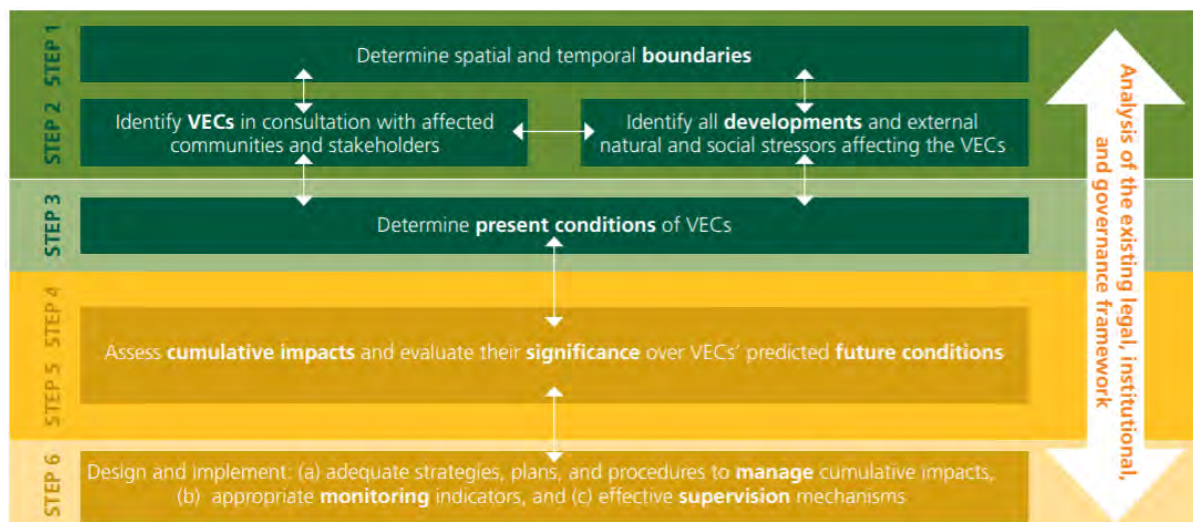 STEP 1
Determine spatial and temporal boundaries
STEP 2
Identify VECs in consultation with affected
communities and stakeholders
Identify all developments and external
natural and social stressors affecting the VECs
STEP 3
Determine present conditions of VECs
STEP 4
STEP 5
Assess cumulative impacts and evaluate their significance over VECs’ predicted future conditions
STEP 6
Design and implement: (a) adequate strategies, plans, and procedures to manage cumulative impacts,
(b) appropriate monitoring indicators, and (c) effective supervision mechanisms
Analysis of the existing legal, institutional,
and governance framework